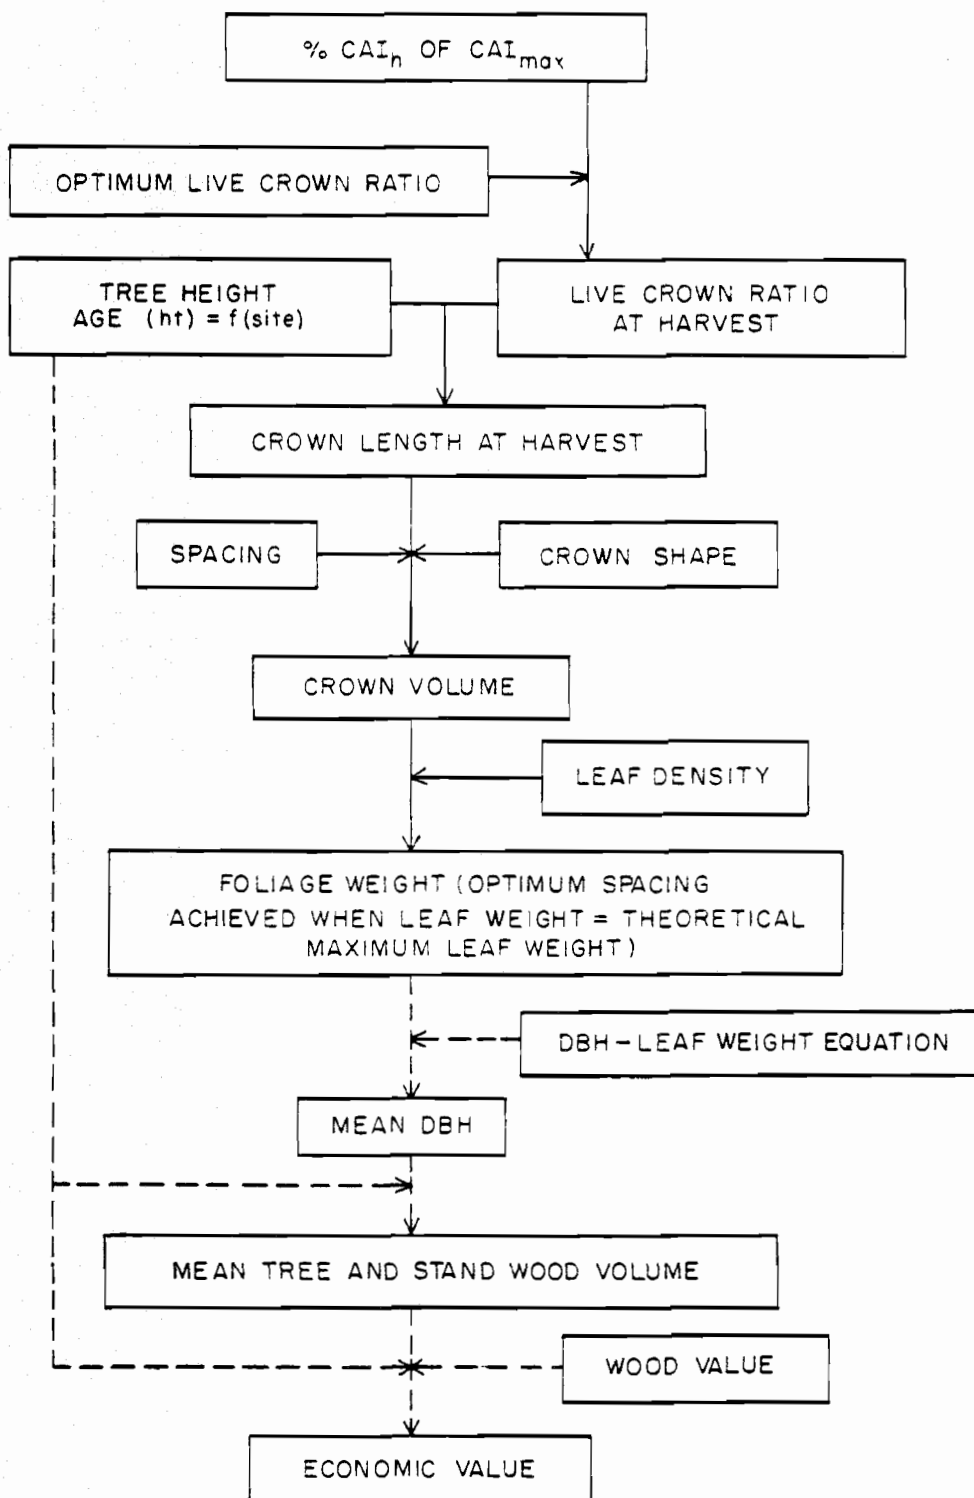 % CAIh OF CAImax
OPTIMUM LIVE CROWN RATIO
TREE HEIGHT
AGE (ht) = f(site)
LIVE CROWN RATIO
AT HARVEST
CROWN LENGTH AT HARVEST
SPACING
CROWN SHAPE
CROWN VOLUME
LEAF DENSITY
FOLIAGE WEIGHT (OPTIMUM SPACING
ACHIEVED WHEN LEAF WEIGHT = THEORETICAL
MAXIMUM LEAF WEIGHT)
DBH - LEAF WEIGHT EQUATION
MEAN DBH
MEAN TREE AND STAND WOOD VOLUME
WOOD VALUE
ECONOMIC VALUE